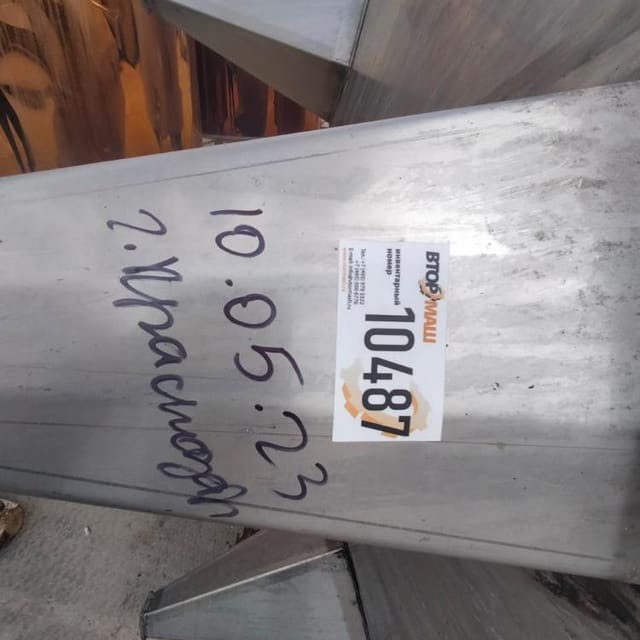 г. Краснодар
10.05.23
ВТОРМАШ
инвентарный
номер
10487